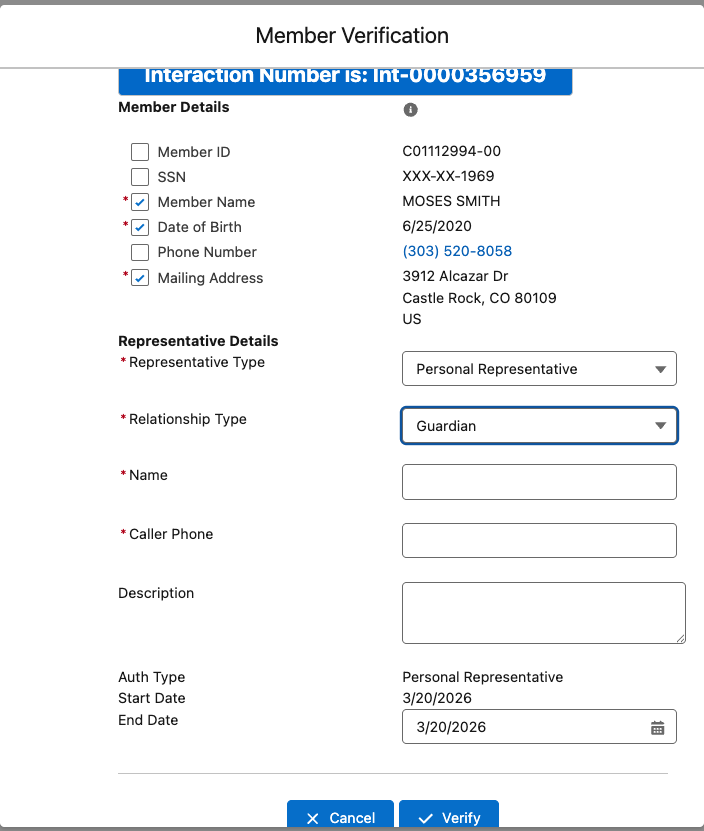 Member Verification
Interaction Number is: Int-0000356959
Member Details
Member ID C01112994-00
SSN XXX-XX-1969
* Member Name MOSES SMITH
* Date of Birth 6/25/2020
Phone Number (303) 520-8058
* Mailing Address 3912 Alcazar Dr
Castle Rock, CO 80109
US
Representative Details
* Representative Type Personal Representative
* Relationship Type Guardian
* Name
* Caller Phone
Description
Auth Type Personal Representative
Start Date 3/20/2026
End Date 3/20/2026
Cancel Verify